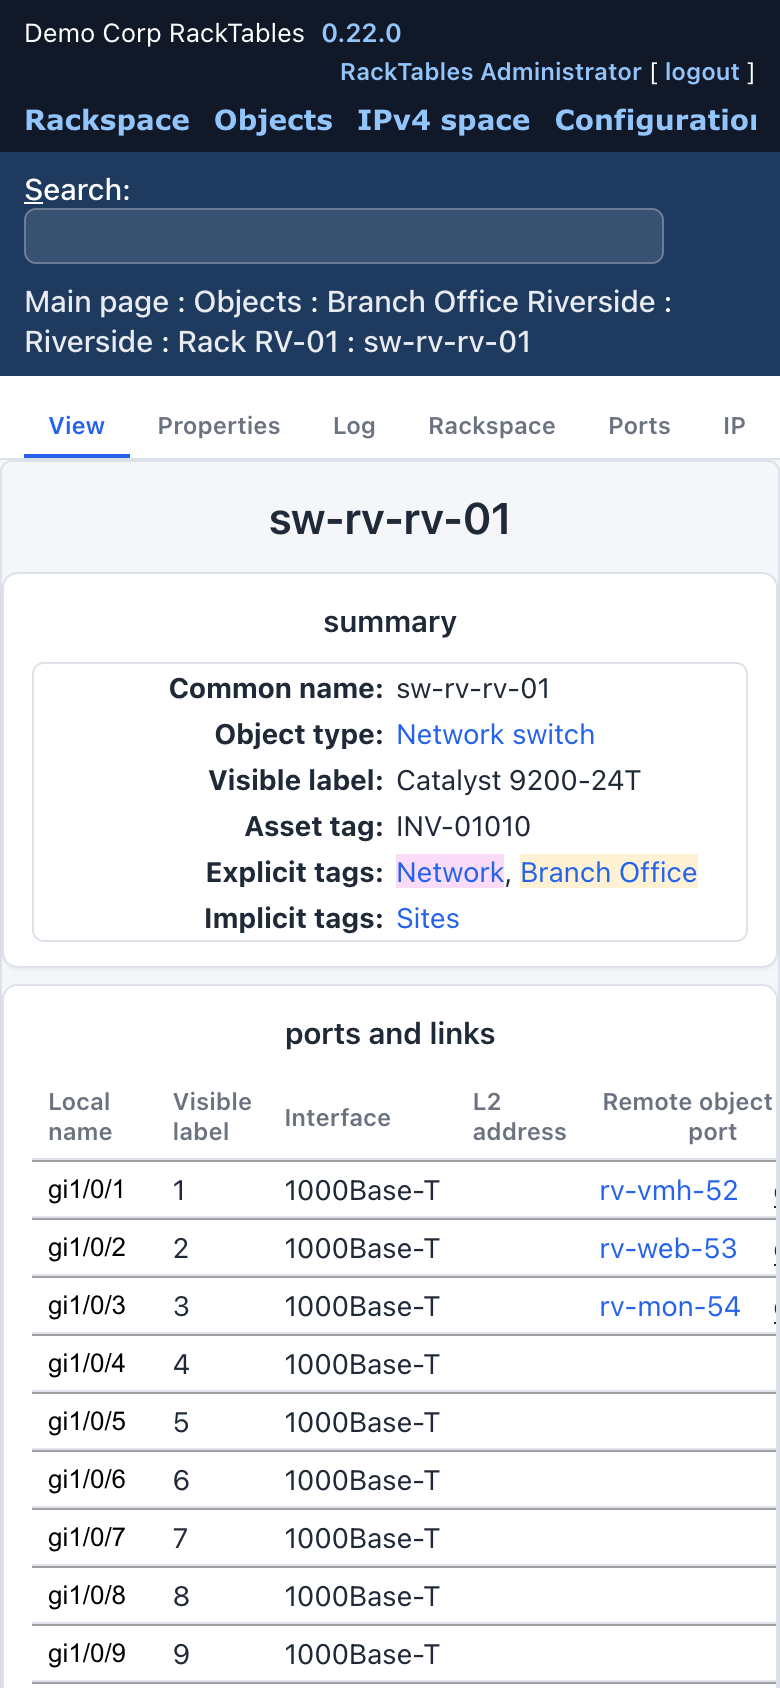 Demo Corp RackTables 0.22.0
RackTables Administrator [ logout ]
Rackspace Objects IPv4 space Configuration
Search:
Main page : Objects : Branch Office Riverside :
Riverside : Rack RV-01 : sw-rv-rv-01
View Properties Log Rackspace Ports IP
sw-rv-rv-01
summary
Common name: sw-rv-rv-01
Object type: Network switch
Visible label: Catalyst 9200-24T
Asset tag: INV-01010
Explicit tags: Network, Branch Office
Implicit tags: Sites
ports and links
Local name Visible label Interface L2 address Remote object port
gi1/0/1 1 1000Base-T rv-vmh-52
gi1/0/2 2 1000Base-T rv-web-53
gi1/0/3 3 1000Base-T rv-mon-54
gi1/0/4 4 1000Base-T
gi1/0/5 5 1000Base-T
gi1/0/6 6 1000Base-T
gi1/0/7 7 1000Base-T
gi1/0/8 8 1000Base-T
gi1/0/9 9 1000Base-T